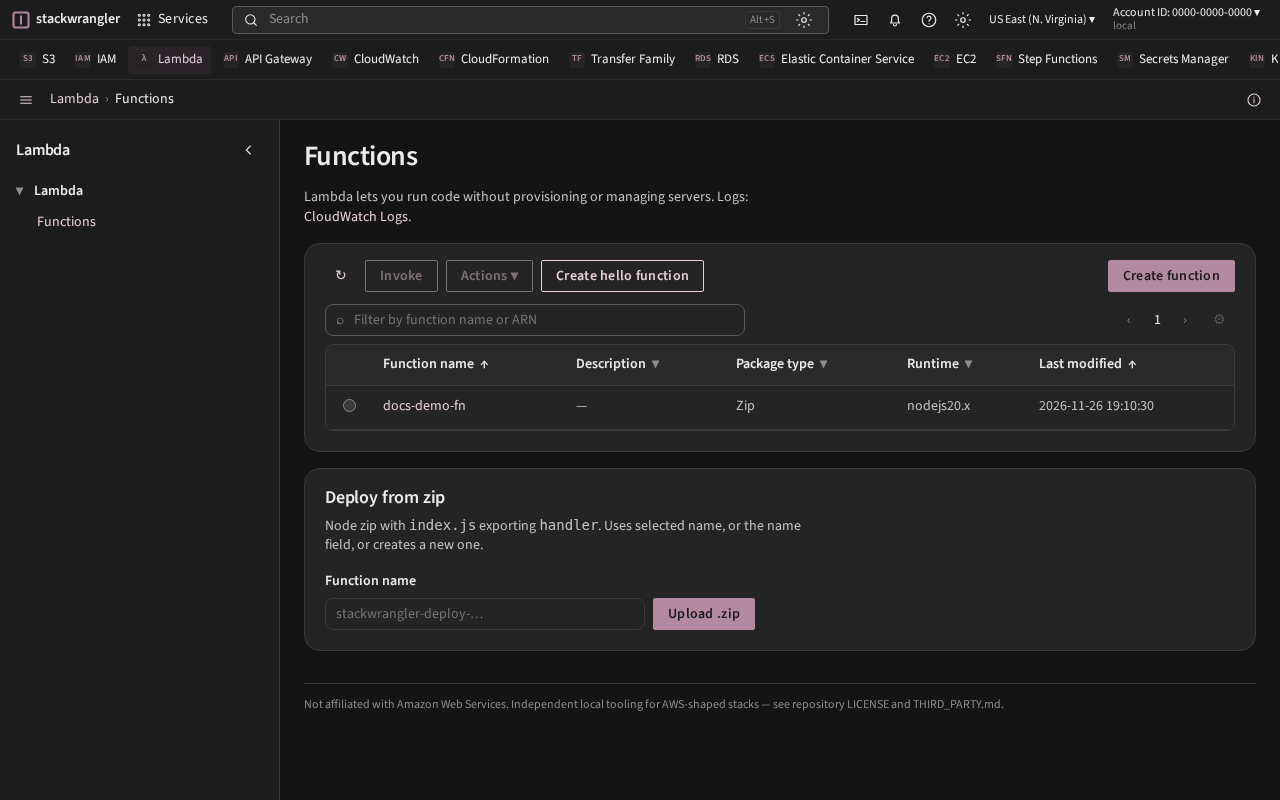 stackwrangler Services Search Alt+S US East (N. Virginia) ▾ Account ID: 0000-0000-0000 ▾
local
S3 S3 IAM IAM λ Lambda API API Gateway CW CloudWatch CFN CloudFormation TF Transfer Family RDS RDS ECS Elastic Container Service EC2 EC2 SFN Step Functions SM Secrets Manager KIN K
Lambda › Functions
Lambda
▼ Lambda
Functions
Functions
Lambda lets you run code without provisioning or managing servers. Logs:
CloudWatch Logs.
↻ Invoke Actions ▾ Create hello function Create function
Filter by function name or ARN ‹ 1 ›
Function name ↑ Description ▼ Package type ▼ Runtime ▼ Last modified ↑
docs-demo-fn — Zip nodejs20.x 2026-11-26 19:10:30
Deploy from zip
Node zip with index.js exporting handler. Uses selected name, or the name
field, or creates a new one.
Function name
stackwrangler-deploy-… Upload .zip
Not affiliated with Amazon Web Services. Independent local tooling for AWS-shaped stacks — see repository LICENSE and THIRD_PARTY.md.